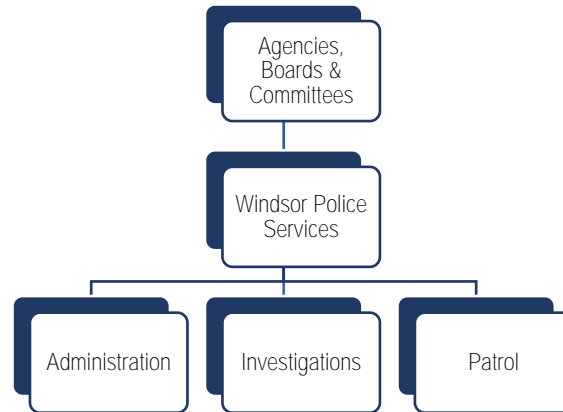 Agencies,
Boards &
Committees
Windsor Police
Services
Administration
Investigations
Patrol